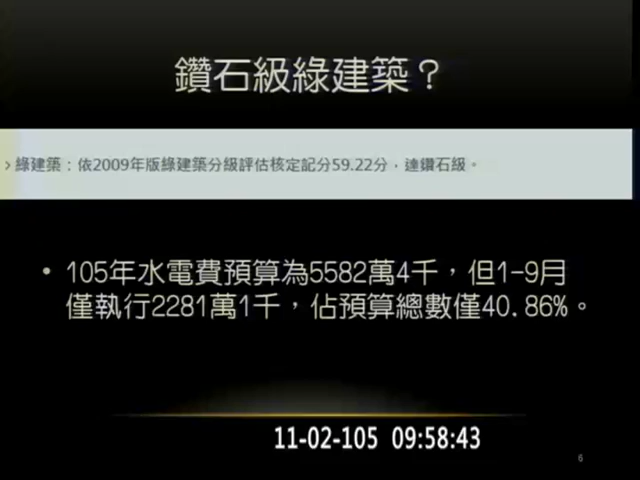 鑽石級綠建築？
› 綠建築：依2009年版綠建築分級評估核定記分59.22分，達鑽石級。
• 105年水電費預算為5582萬4千，但1-9月
僅執行2281萬1千，佔預算總數僅40.86%。
11-02-105 09:58:43
6